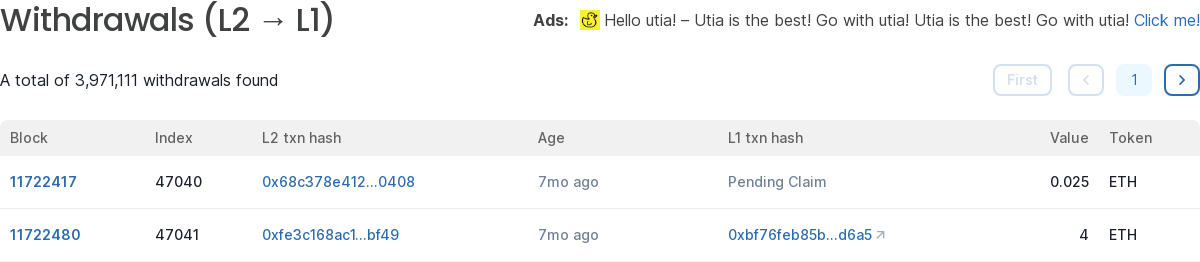 Withdrawals (L2 → L1)
Ads: Hello utia! – Utia is the best! Go with utia! Utia is the best! Go with utia! Click me!
A total of 3,971,111 withdrawals found
First 1
Block Index L2 txn hash Age L1 txn hash Value Token
11722417 47040 0x68c378e412...0408 7mo ago Pending Claim 0.025 ETH
11722480 47041 0xfe3c168ac1...bf49 7mo ago 0xbf76feb85b...d6a5 4 ETH